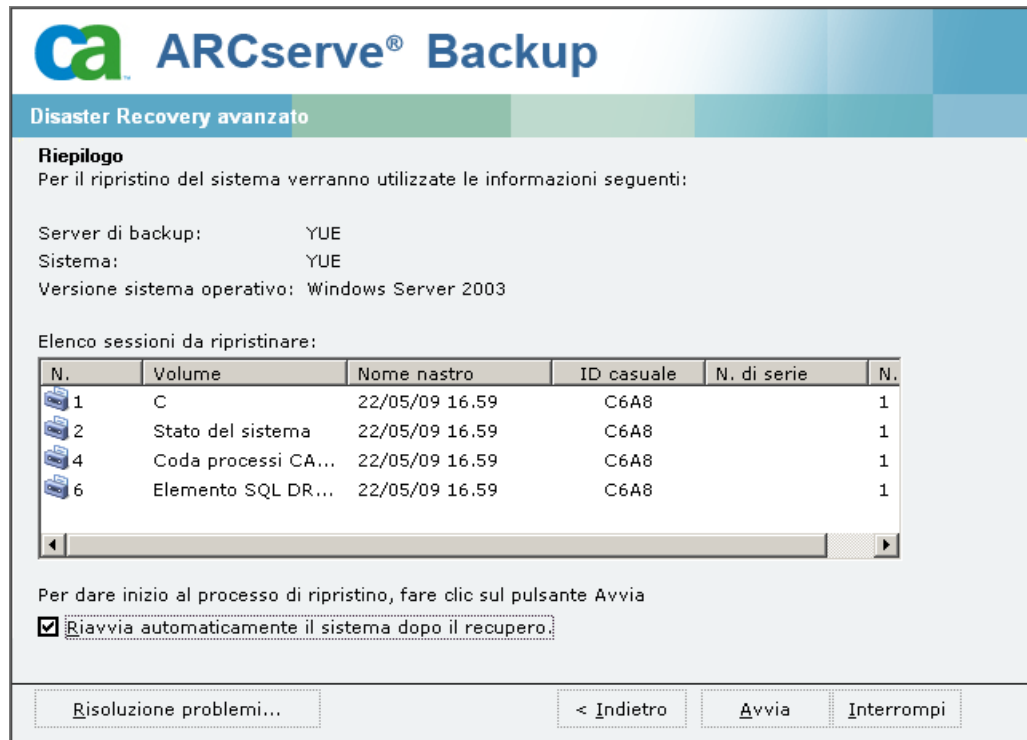 ca ARCserve® Backup
Disaster Recovery avanzato
Riepilogo
Per il ripristino del sistema verranno utilizzate le informazioni seguenti:
Server di backup: YUE
Sistema: YUE
Versione sistema operativo: Windows Server 2003
Elenco sessioni da ripristinare:
N. Volume Nome nastro ID casuale N. di serie N.
1 C 22/05/09 16.59 C6A8 1
2 Stato del sistema 22/05/09 16.59 C6A8 1
4 Coda processi CA... 22/05/09 16.59 C6A8 1
6 Elemento SQL DR... 22/05/09 16.59 C6A8 1
Per dare inizio al processo di ripristino, fare clic sul pulsante Avvia
Riavvia automaticamente il sistema dopo il recupero.
Risoluzione problemi... < Indietro Avvia Interrompi